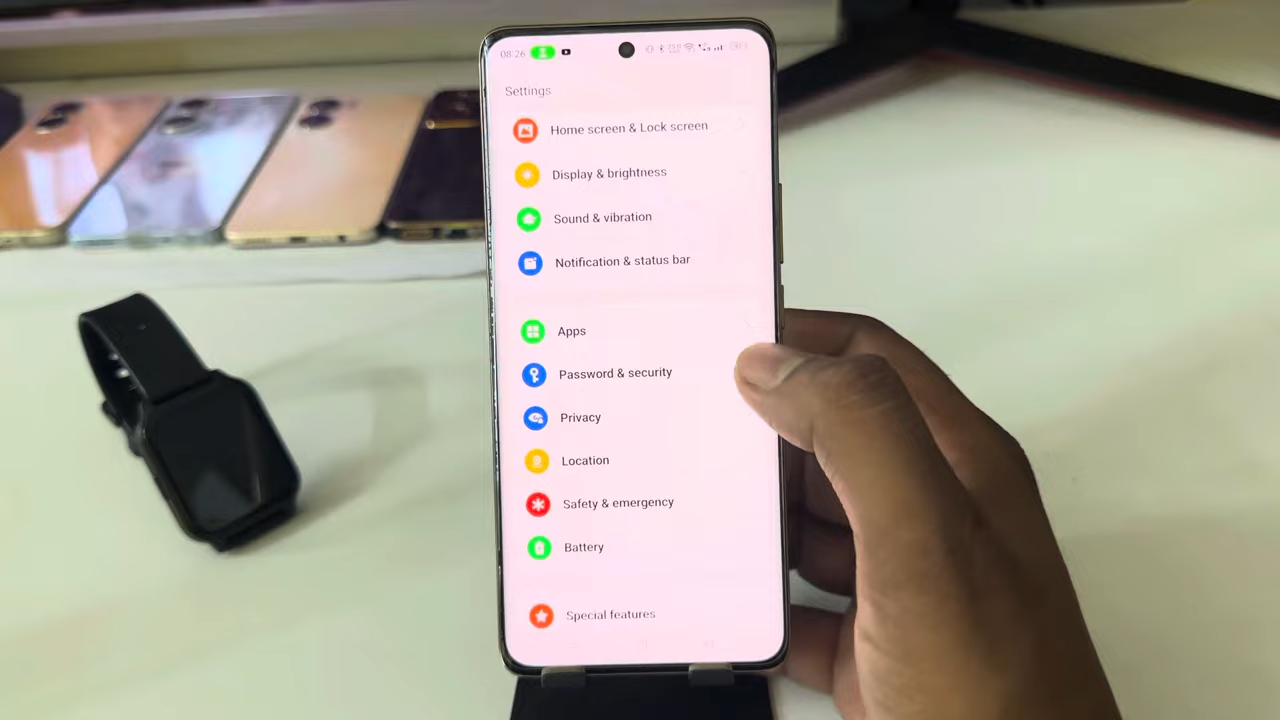 08:26
Settings
Home screen & Lock screen
Display & brightness
Sound & vibration
Notification & status bar
Apps
Password & security
Privacy
Location
Safety & emergency
Battery
Special features